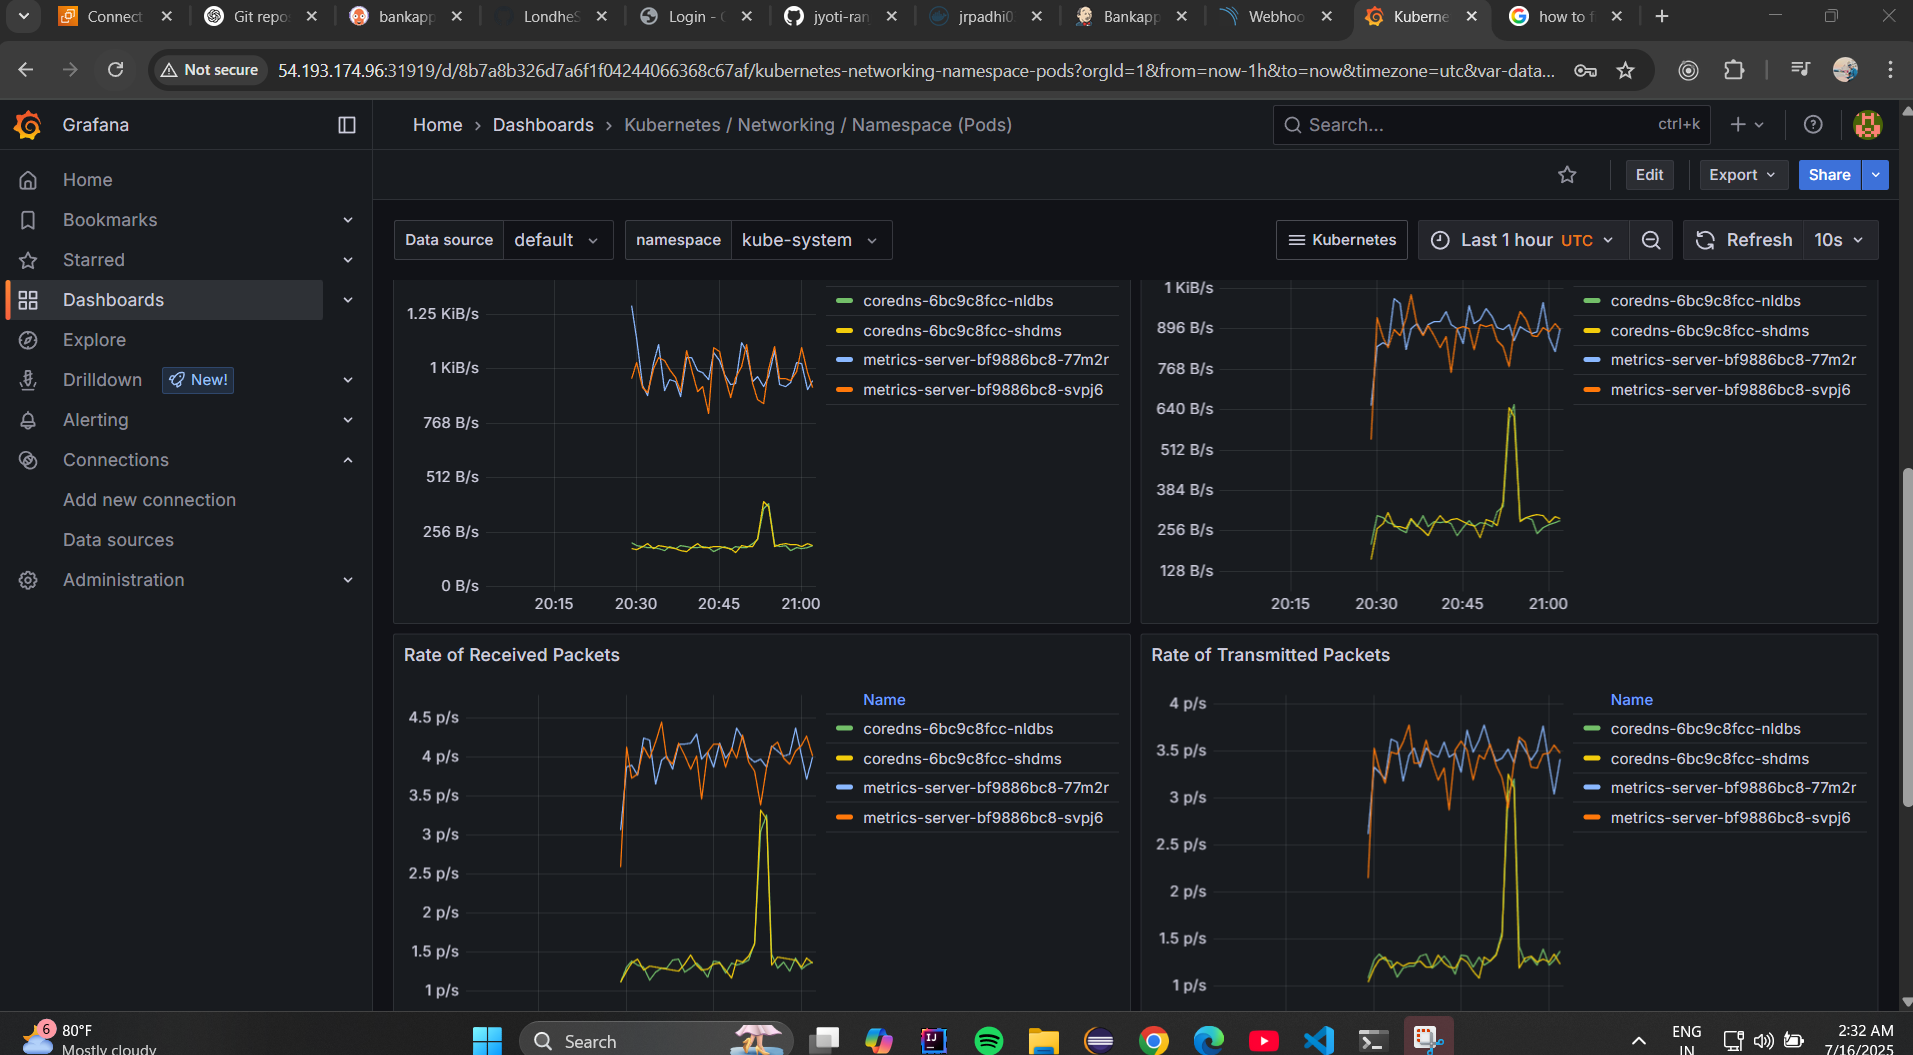 Connect
Git repo
bankapp
LondheS
Login - 
jyoti-ran
jrpadhi0
Bankapp
Webhoo
Kuberne
how to f
Not secure
54.193.174.96:31919/d/8b7a8b326d7a6f1f04244066368c67af/kubernetes-networking-namespace-pods?orgId=1&from=now-1h&to=now&timezone=utc&var-data...
Grafana
Home › Dashboards › Kubernetes / Networking / Namespace (Pods)
Search...
ctrl+k
Home
Bookmarks
Starred
Dashboards
Explore
Drilldown
New!
Alerting
Connections
Add new connection
Data sources
Administration
Edit
Export
Share
Data source
default
namespace
kube-system
Kubernetes
Last 1 hour UTC
Refresh
10s
1.25 KiB/s
1 KiB/s
768 B/s
512 B/s
256 B/s
0 B/s
20:15
20:30
20:45
21:00
coredns-6bc9c8fcc-nldbs
coredns-6bc9c8fcc-shdms
metrics-server-bf9886bc8-77m2r
metrics-server-bf9886bc8-svpj6
1 KiB/s
896 B/s
768 B/s
640 B/s
512 B/s
384 B/s
256 B/s
128 B/s
20:15
20:30
20:45
21:00
coredns-6bc9c8fcc-nldbs
coredns-6bc9c8fcc-shdms
metrics-server-bf9886bc8-77m2r
metrics-server-bf9886bc8-svpj6
Rate of Received Packets
4.5 p/s
4 p/s
3.5 p/s
3 p/s
2.5 p/s
2 p/s
1.5 p/s
1 p/s
Name
coredns-6bc9c8fcc-nldbs
coredns-6bc9c8fcc-shdms
metrics-server-bf9886bc8-77m2r
metrics-server-bf9886bc8-svpj6
Rate of Transmitted Packets
4 p/s
3.5 p/s
3 p/s
2.5 p/s
2 p/s
1.5 p/s
1 p/s
Name
coredns-6bc9c8fcc-nldbs
coredns-6bc9c8fcc-shdms
metrics-server-bf9886bc8-77m2r
metrics-server-bf9886bc8-svpj6
6
80°F
Mostly cloudy
Search
IJ
ENG
IN
2:32 AM
7/16/2025